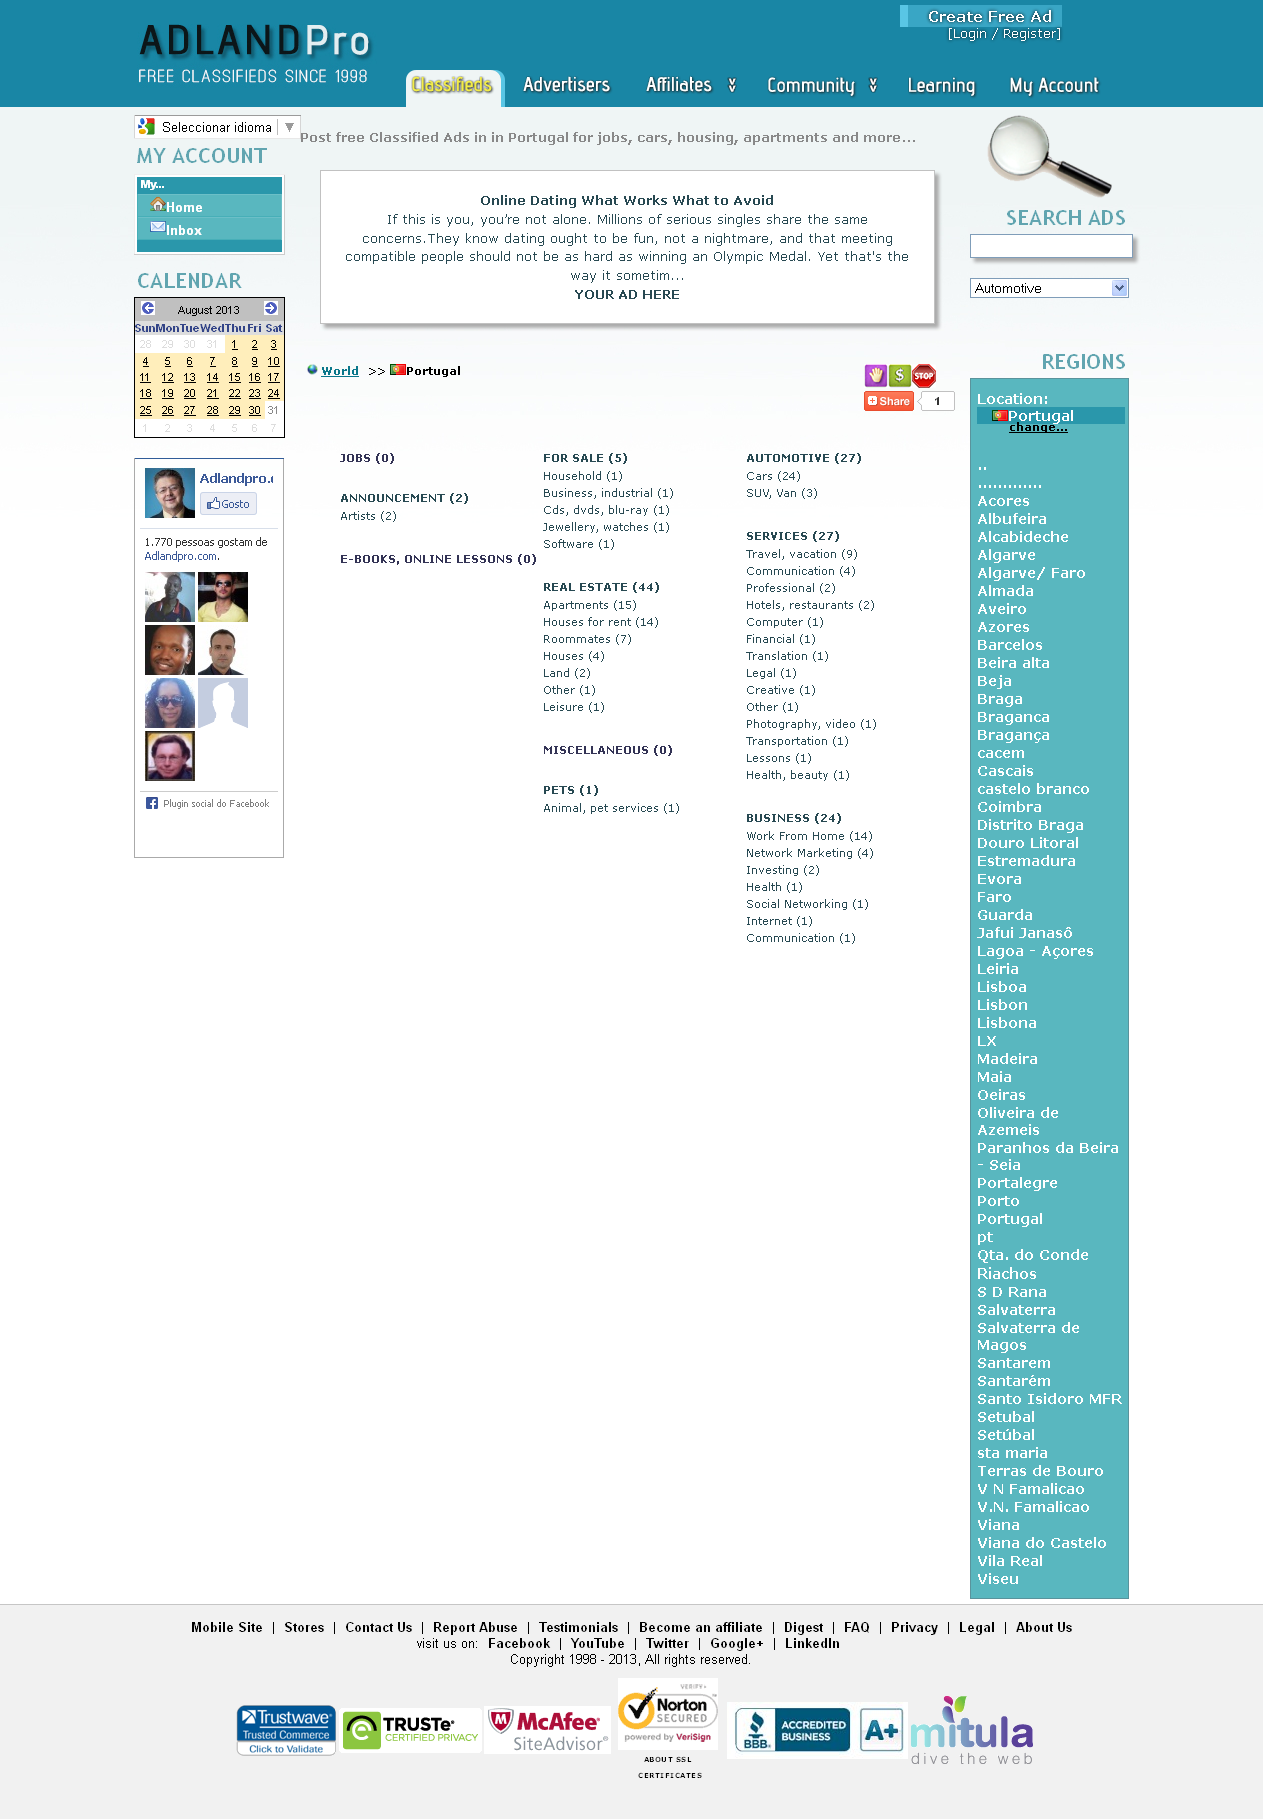 Create Free Ad
[Login / Register]
ADLANDPro
FREE CLASSIFIEDS SINCE 1998
Classifieds
Advertisers
Affiliates
Community
Learning
My Account
Seleccionar idioma
Post free Classified Ads in in Portugal for jobs, cars, housing, apartments and more...
MY ACCOUNT
My...
Home
Inbox
CALENDAR
August 2013
Sun Mon Tue Wed Thu Fri Sat
28 29 30 31 1 2 3
4 5 6 7 8 9 10
11 12 13 14 15 16 17
18 19 20 21 22 23 24
25 26 27 28 29 30 31
1 2 3 4 5 6 7
Adlandpro.c
Gosto
1.770 pessoas gostam de
Adlandpro.com.
Plugin social do Facebook
Online Dating What Works What to Avoid
If this is you, you’re not alone. Millions of serious singles share the same
concerns.They know dating ought to be fun, not a nightmare, and that meeting
compatible people should not be as hard as winning an Olympic Medal. Yet that's the
way it sometim...
YOUR AD HERE
World >> Portugal
$
STOP
Share
1
JOBS (0)
ANNOUNCEMENT (2)
Artists (2)
E-BOOKS, ONLINE LESSONS (0)
FOR SALE (5)
Household (1)
Business, industrial (1)
Cds, dvds, blu-ray (1)
Jewellery, watches (1)
Software (1)
REAL ESTATE (44)
Apartments (15)
Houses for rent (14)
Roommates (7)
Houses (4)
Land (2)
Other (1)
Leisure (1)
MISCELLANEOUS (0)
PETS (1)
Animal, pet services (1)
AUTOMOTIVE (27)
Cars (24)
SUV, Van (3)
SERVICES (27)
Travel, vacation (9)
Communication (4)
Professional (2)
Hotels, restaurants (2)
Computer (1)
Financial (1)
Translation (1)
Legal (1)
Creative (1)
Other (1)
Photography, video (1)
Transportation (1)
Lessons (1)
Health, beauty (1)
BUSINESS (24)
Work From Home (14)
Network Marketing (4)
Investing (2)
Health (1)
Social Networking (1)
Internet (1)
Communication (1)
SEARCH ADS
Automotive
REGIONS
Location:
Portugal
change...
..
.............
Acores
Albufeira
Alcabideche
Algarve
Algarve/ Faro
Almada
Aveiro
Azores
Barcelos
Beira alta
Beja
Braga
Braganca
Bragança
cacem
Cascais
castelo branco
Coimbra
Distrito Braga
Douro Litoral
Estremadura
Evora
Faro
Guarda
Jafui Janasô
Lagoa - Açores
Leiria
Lisboa
Lisbon
Lisbona
LX
Madeira
Maia
Oeiras
Oliveira de
Azemeis
Paranhos da Beira
- Seia
Portalegre
Porto
Portugal
pt
Qta. do Conde
Riachos
S D Rana
Salvaterra
Salvaterra de
Magos
Santarem
Santarém
Santo Isidoro MFR
Setubal
Setúbal
sta maria
Terras de Bouro
V N Famalicao
V.N. Famalicao
Viana
Viana do Castelo
Vila Real
Viseu
Mobile Site | Stores | Contact Us | Report Abuse | Testimonials | Become an affiliate | Digest | FAQ | Privacy | Legal | About Us
visit us on: Facebook | YouTube | Twitter | Google+ | LinkedIn
Copyright 1998 - 2013, All rights reserved.
Trustwave
Trusted Commerce
Click to Validate
TRUSTe
CERTIFIED PRIVACY
McAfee
SiteAdvisor
VERIFY
Norton
SECURED
powered by VeriSign
ABOUT SSL
CERTIFICATES
BBB
ACCREDITED
BUSINESS
A+
mitula
dive the web